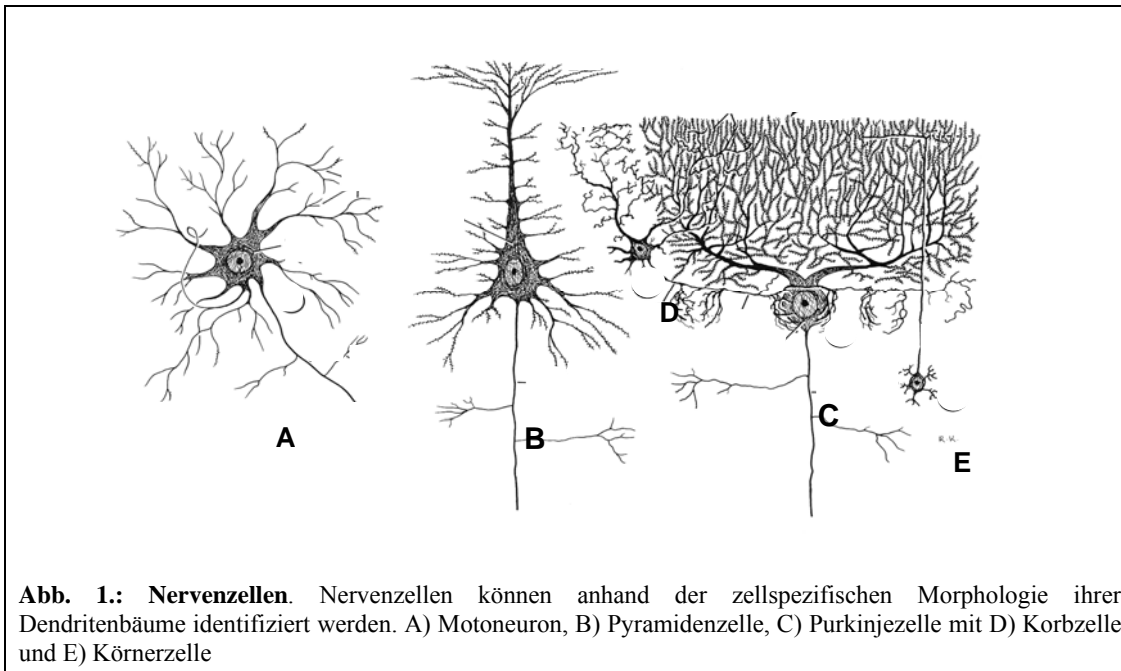 D
A
B
C
R.K.
E
Abb. 1.: Nervenzellen. Nervenzellen können anhand der zellspezifischen Morphologie ihrer
Dendritenbäume identifiziert werden. A) Motoneuron, B) Pyramidenzelle, C) Purkinjezelle mit D) Korbzelle
und E) Körnerzelle